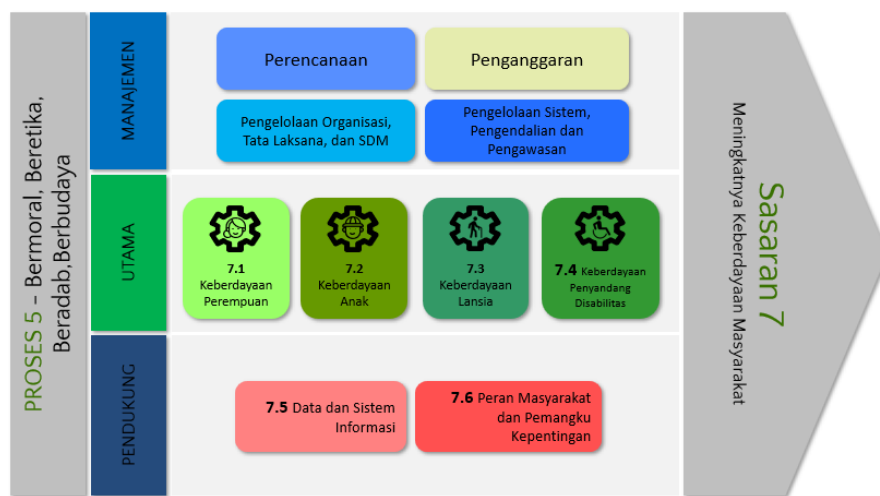 PROSES 5 – Bermoral, Beretika,
Beradab,Berbudaya
MANAJEMEN
Perencanaan
Penganggaran
Pengelolaan Organisasi,
Tata Laksana, dan SDM
Pengelolaan Sistem,
Pengendalian dan
Pengawasan
UTAMA
7.1
Keberdayaan
Perempuan
7.2
Keberdayaan
Anak
7.3
Keberdayaan
Lansia
7.4 Keberdayaan
Penyandang
Disabilitas
PENDUKUNG
7.5 Data dan Sistem
Informasi
7.6 Peran Masyarakat
dan Pemangku
Kepentingan
Sasaran 7
Meningkatnya Keberdayaan Masyarakat